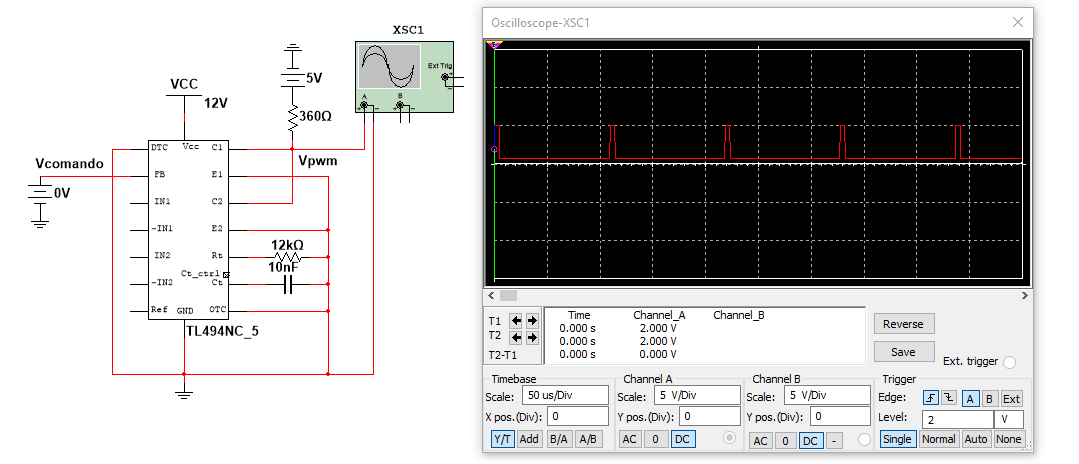 XSC1
Ext Trig
A
B
5V
360Ω
VCC
12V
Vpwm
Vcomando
0V
DTC Vcc C1
FB E1
IN1 C2
-IN1 E2
IN2 Rt
Ct_ctrl
-IN2 Ct
Ref GND OTC
12kΩ
10nF
TL494NC_5
Oscilloscope-XSC1
Time Channel_A Channel_B
T1 0.000 s 2.000 V
T2 0.000 s 2.000 V
T2-T1 0.000 s 0.000 V
Reverse
Save
Ext. trigger
Timebase
Scale: 50 us/Div
X pos.(Div): 0
Y/T Add B/A A/B
Channel A
Scale: 5 V/Div
Y pos.(Div): 0
AC 0 DC
Channel B
Scale: 5 V/Div
Y pos.(Div): 0
AC 0 DC -
Trigger
Edge: A B Ext
Level: 2 V
Single Normal Auto None